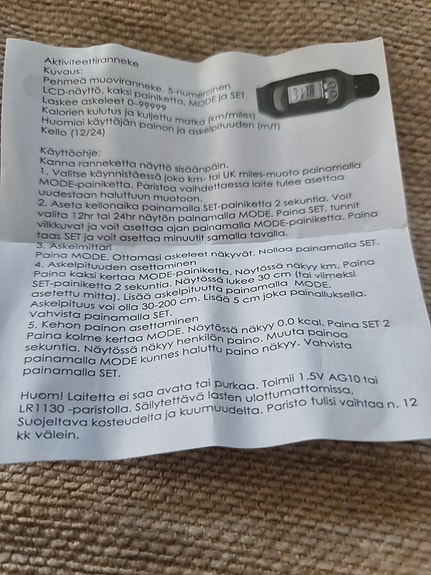 Aktiviteettiranneke
Kuvaus:
Pehmeä muoviranneke. 5-numeroinen
LCD-näyttö, kaksi painiketta, MODE ja SET.
Laskee askeleet 0-99999
Kalorien kulutus ja kuljettu matka (km/miles)
Huomioi käyttäjän painon ja askelpituuden (m/f)
Kello (12/24)
Käyttöohje:
Kanna ranneketta näyttö sisäänpäin.
1. Valitse käynnistäessä joko km- tai UK miles-muoto painamalla
MODE-painiketta. Paristoa vaihdettaessa laite tulee asettaa
uudestaan haluttuun muotoon.
2. Aseta kellonaika painamalla SET-painiketta 2 sekuntia. Voit
valita 12hr tai 24hr näytön painamalla MODE. Paina SET, tunnit
vilkkuvat ja voit asettaa ajan painamalla MODE-painiketta. Paina
taas SET ja voit asettaa minuutit samalla tavalla.
3. Askelmittari
Paina MODE. Ottamasi askeleet näkyvät. Nollaa painamalla SET.
4. Askelpituuden asettaminen
Paina kaksi kertaa MODE-painiketta. Näytössä näkyy km. Paina
SET-painiketta 2 sekuntia. Näytössä lukee 30 cm (tai viimeksi
asetettu mitta). Lisää askelpituutta painamalla MODE.
Askelpituus voi olla 30-200 cm. Lisää 5 cm joka painalluksella.
Vahvista painamalla SET.
5. Kehon painon asettaminen
Paina kolme kertaa MODE. Näytössä näkyy 0.0 kcal. Paina SET 2
sekuntia. Näytössä näkyy henkilön paino. Muuta painoa
painamalla MODE kunnes haluttu paino näkyy. Vahvista
painamalla SET.
Huom! Laitetta ei saa avata tai purkaa. Toimii 1.5V AG10 tai
LR1130 -paristolla. Säilytettävä lasten ulottumattomissa.
Suojeltava kosteudelta ja kuumuudelta. Paristo tulisi vaihtaa n. 12
kk välein.